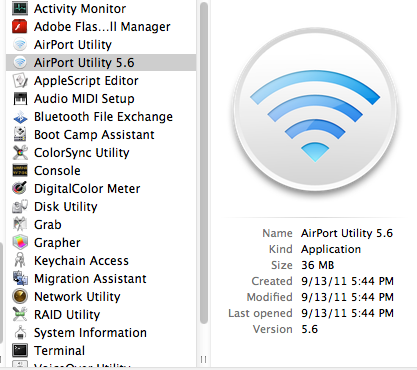 Activity Monitor
Adobe Flas...ll Manager
AirPort Utility
AirPort Utility 5.6
AppleScript Editor
Audio MIDI Setup
Bluetooth File Exchange
Boot Camp Assistant
ColorSync Utility
Console
DigitalColor Meter
Disk Utility
Grab
Grapher
Keychain Access
Migration Assistant
Network Utility
RAID Utility
System Information
Terminal
VoiceOver Utility
Name AirPort Utility 5.6
Kind Application
Size 36 MB
Created 9/13/11 5:44 PM
Modified 9/13/11 5:44 PM
Last opened 9/13/11 5:44 PM
Version 5.6